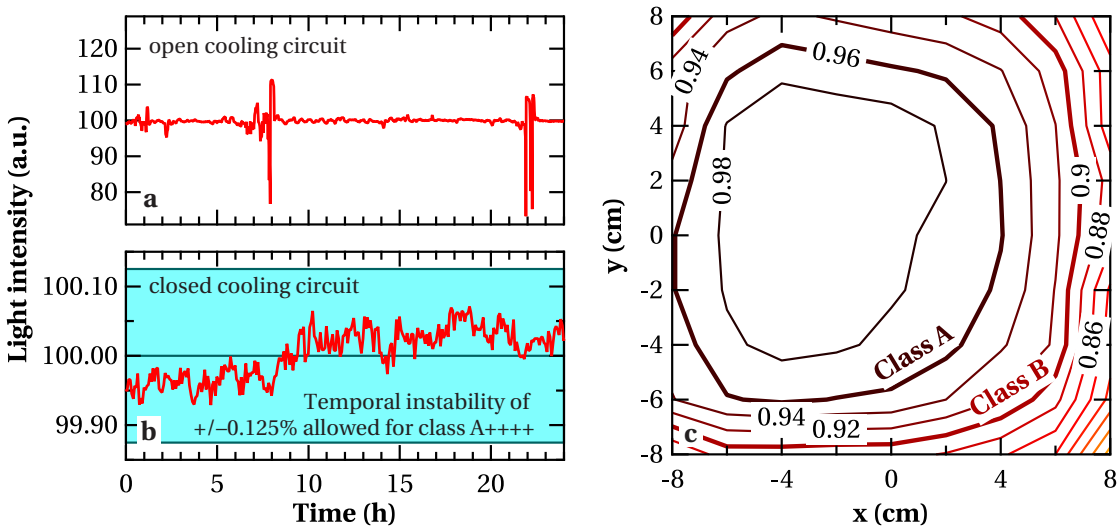 Light intensity (a.u.)
120
110
100
90
80
open cooling circuit
a
100.10
100.00
99.90
closed cooling circuit
Temporal instability of
+/–0.125% allowed for class A++++
b
0
5
10
15
20
Time (h)
y (cm)
8
6
4
2
0
-2
-4
-6
-8
0.94
0.96
0.98
0.9
0.88
0.86
Class A
Class B
0.94
0.92
c
-8
-4
0
4
8
x (cm)